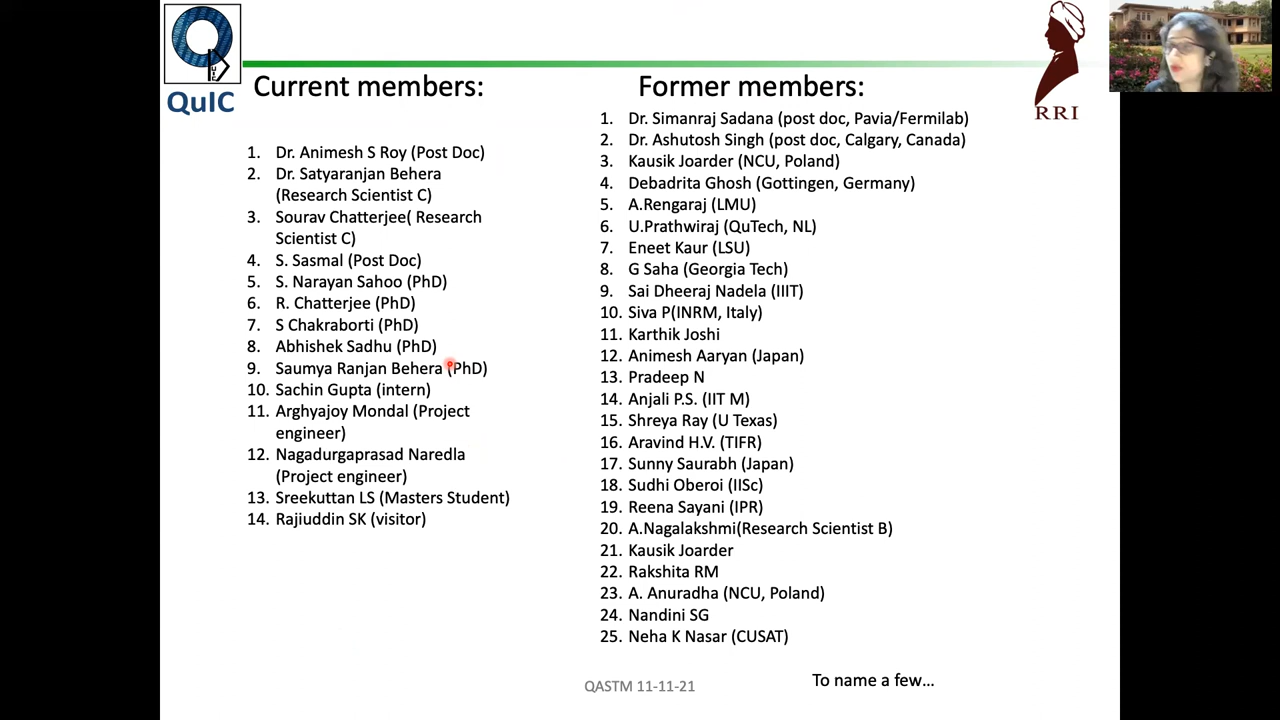 QuIC
RRI
Current members:
1. Dr. Animesh S Roy (Post Doc)
2. Dr. Satyaranjan Behera
(Research Scientist C)
3. Sourav Chatterjee( Research
Scientist C)
4. S. Sasmal (Post Doc)
5. S. Narayan Sahoo (PhD)
6. R. Chatterjee (PhD)
7. S Chakraborti (PhD)
8. Abhishek Sadhu (PhD)
9. Saumya Ranjan Behera (PhD)
10. Sachin Gupta (intern)
11. Arghyajoy Mondal (Project
engineer)
12. Nagadurgaprasad Naredla
(Project engineer)
13. Sreekuttan LS (Masters Student)
14. Rajiuddin SK (visitor)
Former members:
1. Dr. Simanraj Sadana (post doc, Pavia/Fermilab)
2. Dr. Ashutosh Singh (post doc, Calgary, Canada)
3. Kausik Joarder (NCU, Poland)
4. Debadrita Ghosh (Gottingen, Germany)
5. A.Rengaraj (LMU)
6. U.Prathwiraj (QuTech, NL)
7. Eneet Kaur (LSU)
8. G Saha (Georgia Tech)
9. Sai Dheeraj Nadela (IIIT)
10. Siva P(INRM, Italy)
11. Karthik Joshi
12. Animesh Aaryan (Japan)
13. Pradeep N
14. Anjali P.S. (IIT M)
15. Shreya Ray (U Texas)
16. Aravind H.V. (TIFR)
17. Sunny Saurabh (Japan)
18. Sudhi Oberoi (IISc)
19. Reena Sayani (IPR)
20. A.Nagalakshmi(Research Scientist B)
21. Kausik Joarder
22. Rakshita RM
23. A. Anuradha (NCU, Poland)
24. Nandini SG
25. Neha K Nasar (CUSAT)
To name a few...
QASTM 11-11-21